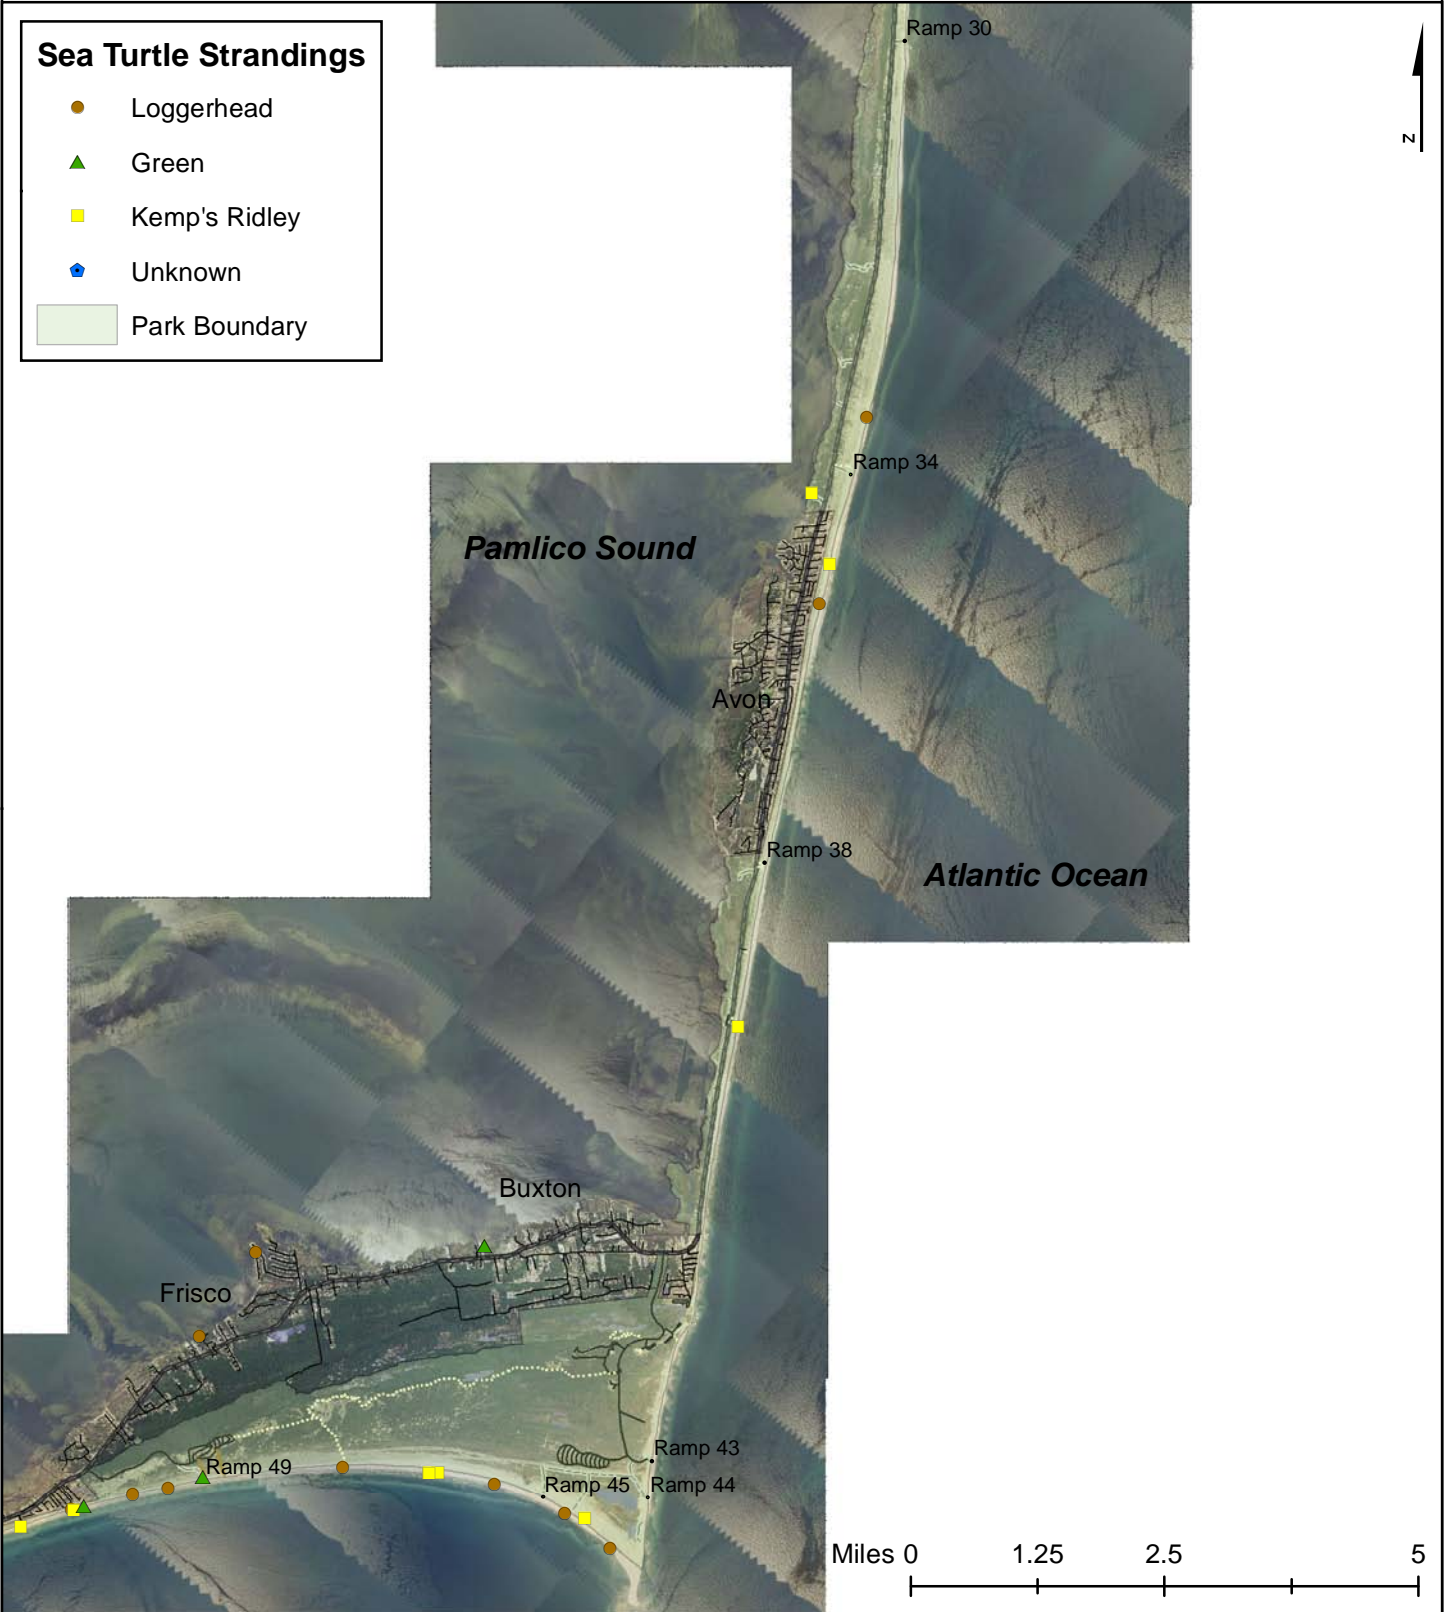 Sea Turtle Strandings
Loggerhead
Green
Kemp's Ridley
Unknown
Park Boundary
Ramp 30
N
Ramp 34
Pamlico Sound
Avon
Ramp 38
Atlantic Ocean
Buxton
Frisco
Ramp 43
Ramp 49
Ramp 45
Ramp 44
Miles 0 1.25 2.5 5